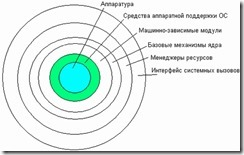 Аппаратура
Средства аппаратной поддержки ОС
Машинно-зависимые модули
Базовые механизмы ядра
Менеджеры ресурсов
Интерфейс системных вызовов